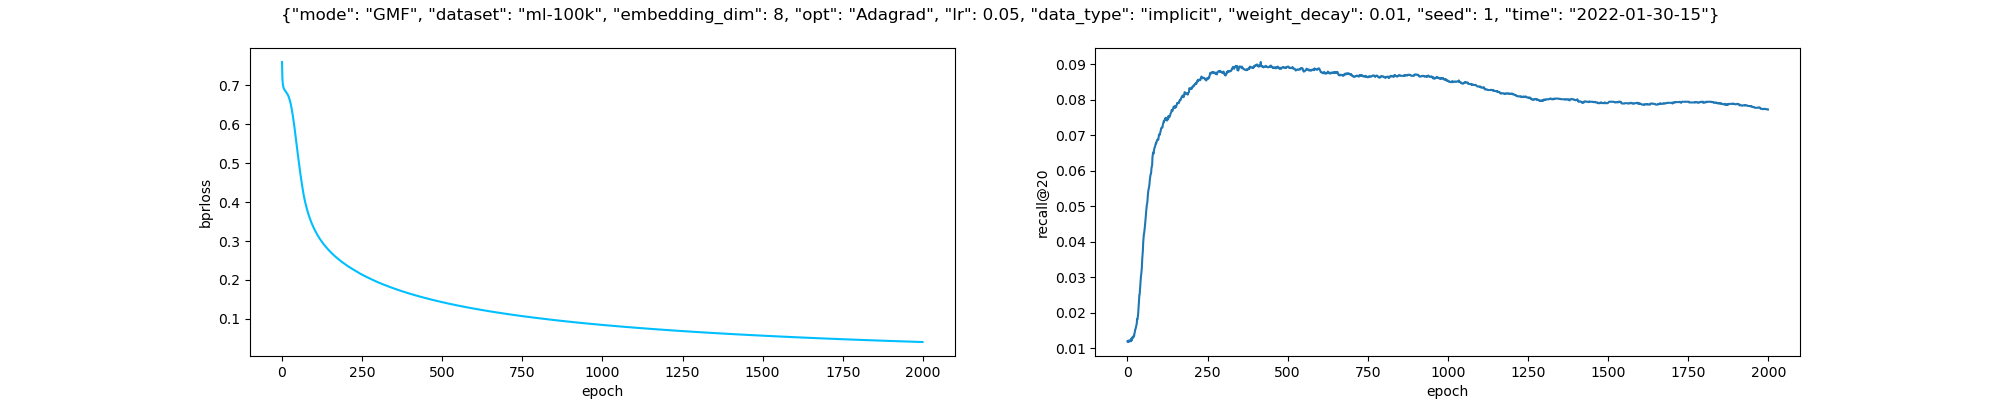 {"mode": "GMF", "dataset": "ml-100k", "embedding_dim": 8, "opt": "Adagrad", "lr": 0.05, "data_type": "implicit", "weight_decay": 0.01, "seed": 1, "time": "2022-01-30-15"}
0.7
0.6
0.5
0.4
0.3
0.2
0.1
bprloss
0 250 500 750 1000 1250 1500 1750 2000
epoch
0.09
0.08
0.07
0.06
0.05
0.04
0.03
0.02
0.01
recall@20
0 250 500 750 1000 1250 1500 1750 2000
epoch